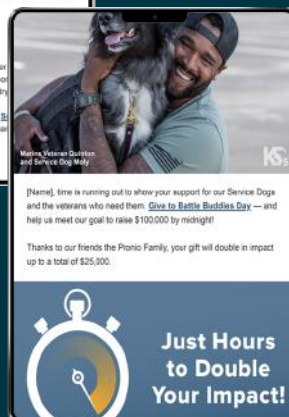 Marine Veteran Quinton
and Service Dog Moly
K9s
[Name], time is running out to show your support for our Service Dogs
and the veterans who need them. Give to Battle Buddies Day — and
help us meet our goal to raise $100,000 by midnight!
Thanks to our friends the Pronio Family, your gift will double in impact
up to a total of $25,000.
Just Hours
to Double
Your Impact!